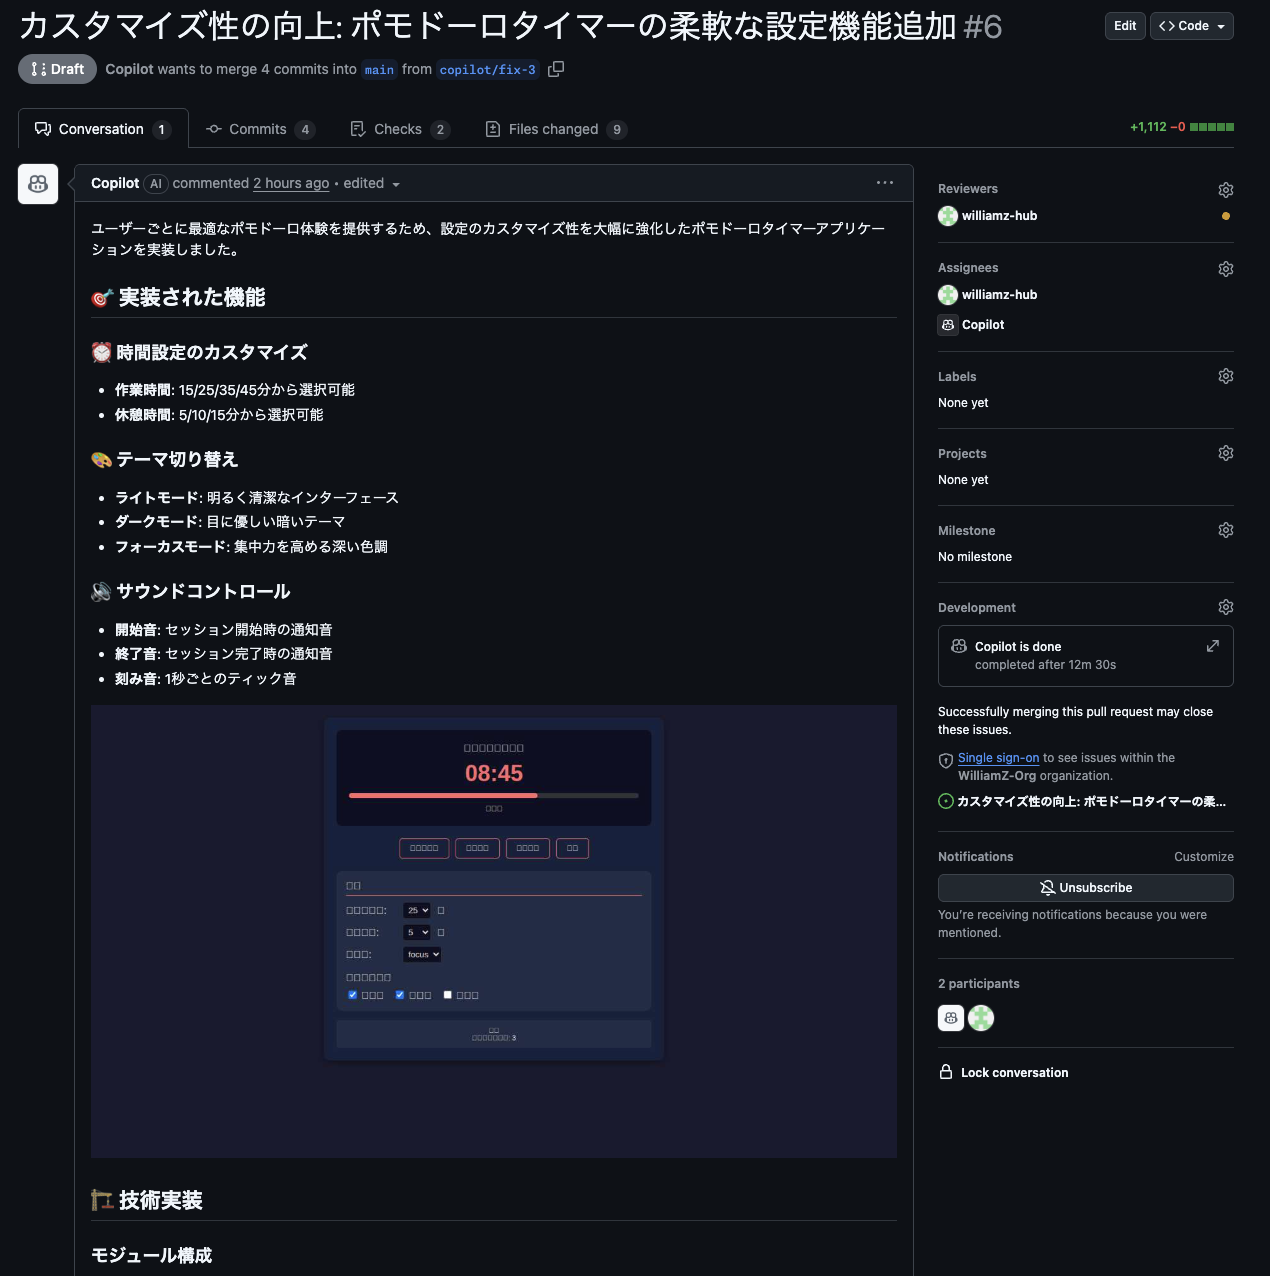 カスタマイズ性の向上: ポモドーロタイマーの柔軟な設定機能追加 #6
Edit
Code
Draft
Copilot wants to merge 4 commits into main from copilot/fix-3
Conversation 1
Commits 4
Checks 2
Files changed 9
+1,112 −0
Copilot AI commented 2 hours ago • edited
ユーザーごとに最適なポモドーロ体験を提供するため、設定のカスタマイズ性を大幅に強化したポモドーロタイマーアプリケー
ションを実装しました。
🎯 実装された機能
⏰ 時間設定のカスタマイズ
• 作業時間: 15/25/35/45分から選択可能
• 休憩時間: 5/10/15分から選択可能
🎨 テーマ切り替え
• ライトモード: 明るく清潔なインターフェース
• ダークモード: 目に優しい暗いテーマ
• フォーカスモード: 集中力を高める深い色調
🔊 サウンドコントロール
• 開始音: セッション開始時の通知音
• 終了音: セッション完了時の通知音
• 刻み音: 1秒ごとのティック音
08:45
25
5
focus
3
🏗️ 技術実装
モジュール構成
Reviewers
williamz-hub
Assignees
williamz-hub
Copilot
Labels
None yet
Projects
None yet
Milestone
No milestone
Development
Copilot is done
completed after 12m 30s
Successfully merging this pull request may close
these issues.
Single sign-on to see issues within the
WilliamZ-Org organization.
カスタマイズ性の向上: ポモドーロタイマーの柔...
Notifications
Customize
Unsubscribe
You're receiving notifications because you were
mentioned.
2 participants
Lock conversation